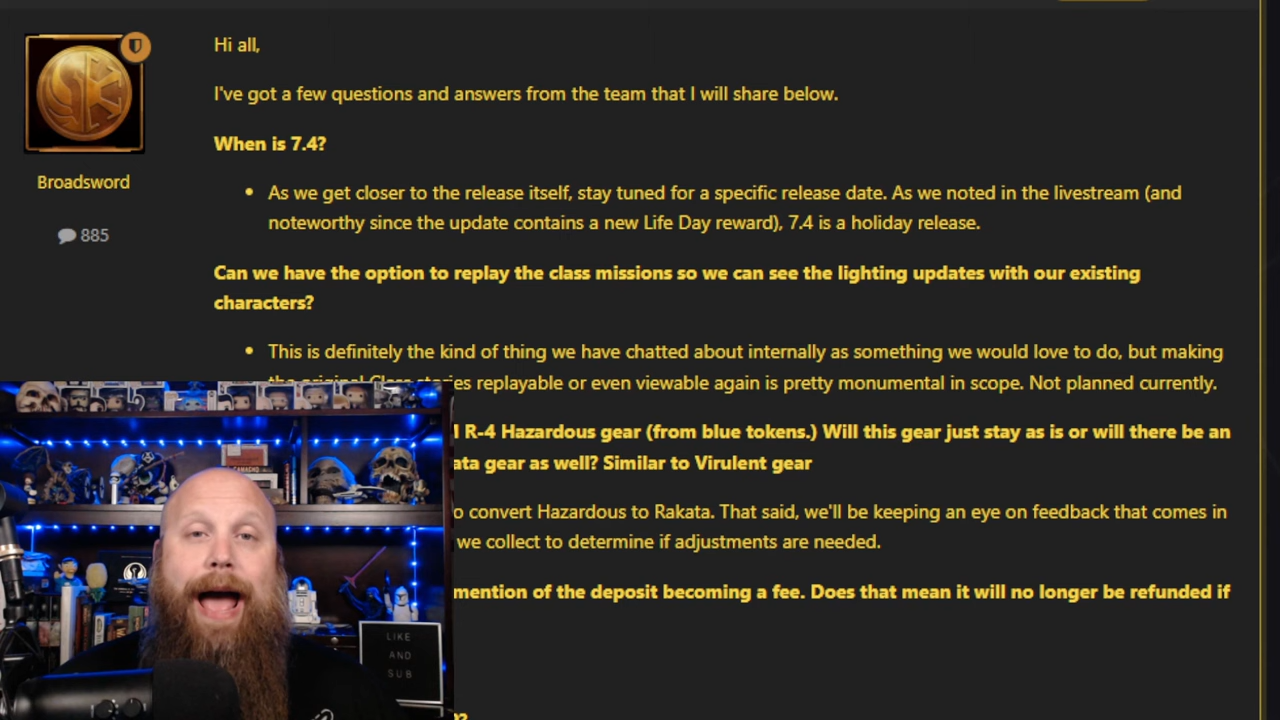 Hi all,
I've got a few questions and answers from the team that I will share below.
When is 7.4?
Broadsword
885
• As we get closer to the release itself, stay tuned for a specific release date. As we noted in the livestream (and
noteworthy since the update contains a new Life Day reward), 7.4 is a holiday release.
Can we have the option to replay the class missions so we can see the lighting updates with our existing
characters?
• This is definitely the kind of thing we have chatted about internally as something we would love to do, but making
the original Class stories replayable or even viewable again is pretty monumental in scope. Not planned currently.
R-4 Hazardous gear (from blue tokens.) Will this gear just stay as is or will there be an
ata gear as well? Similar to Virulent gear
o convert Hazardous to Rakata. That said, we'll be keeping an eye on feedback that comes in
we collect to determine if adjustments are needed.
mention of the deposit becoming a fee. Does that mean it will no longer be refunded if
LIKE
AND
SUB